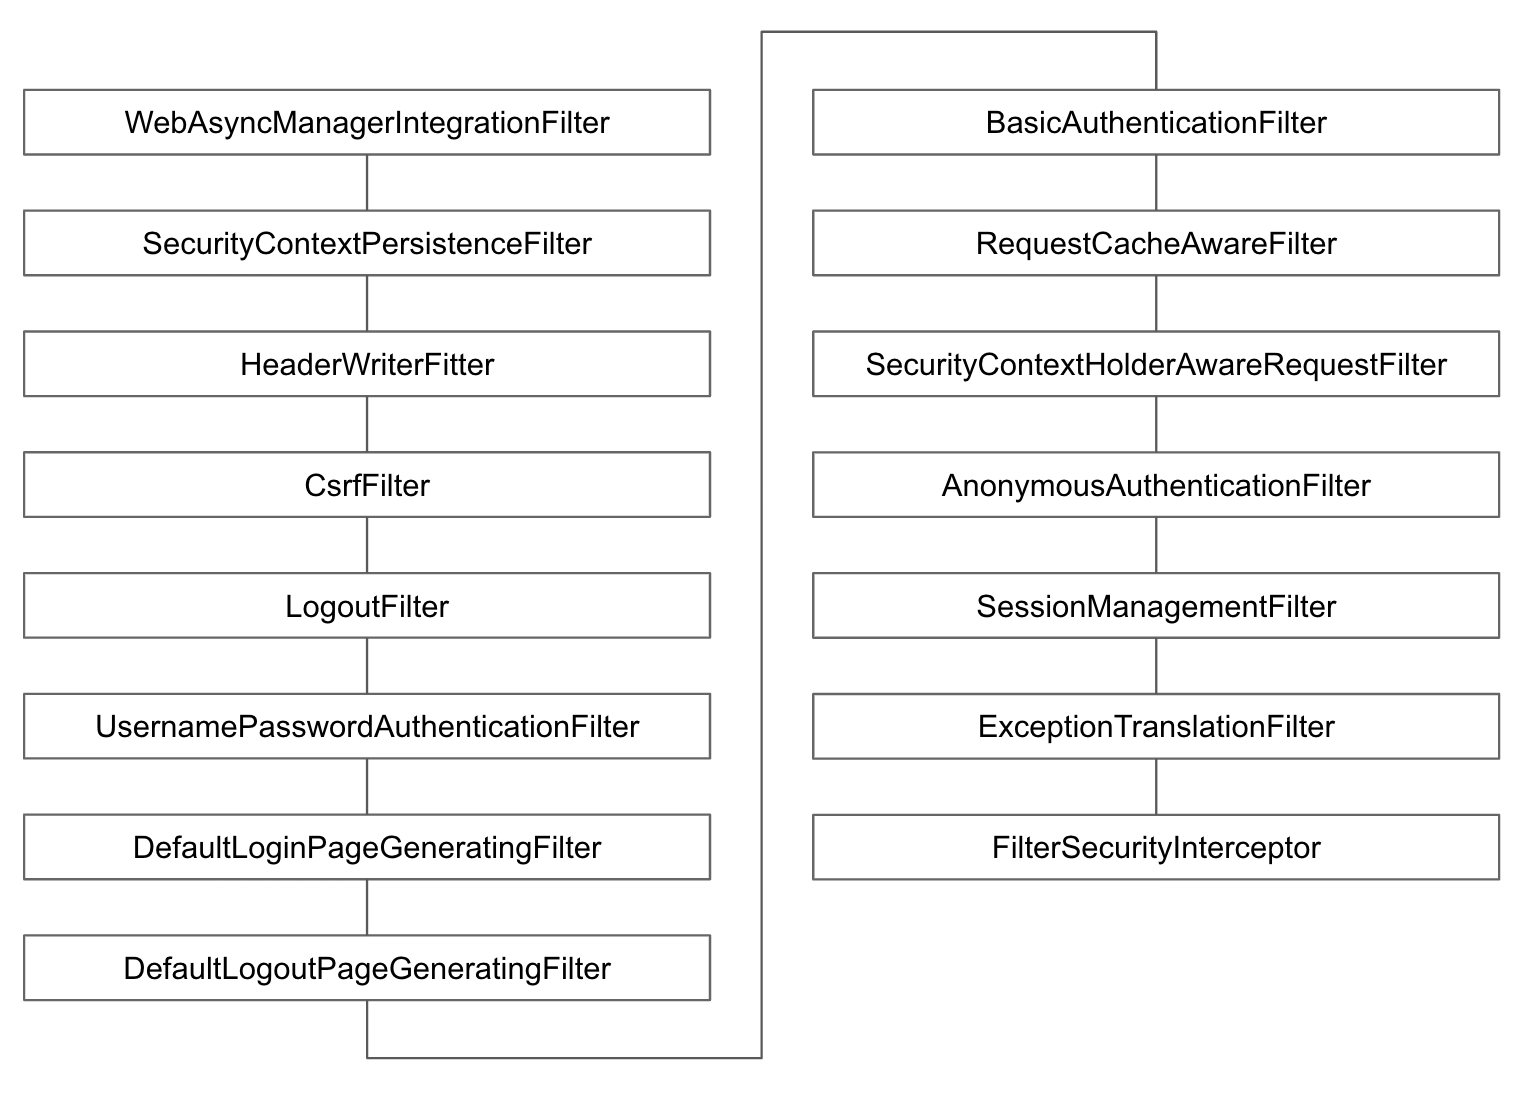 WebAsyncManagerIntegrationFilter
SecurityContextPersistenceFilter
HeaderWriterFitter
CsrfFilter
LogoutFilter
UsernamePasswordAuthenticationFilter
DefaultLoginPageGeneratingFilter
DefaultLogoutPageGeneratingFilter
BasicAuthenticationFilter
RequestCacheAwareFilter
SecurityContextHolderAwareRequestFilter
AnonymousAuthenticationFilter
SessionManagementFilter
ExceptionTranslationFilter
FilterSecurityInterceptor